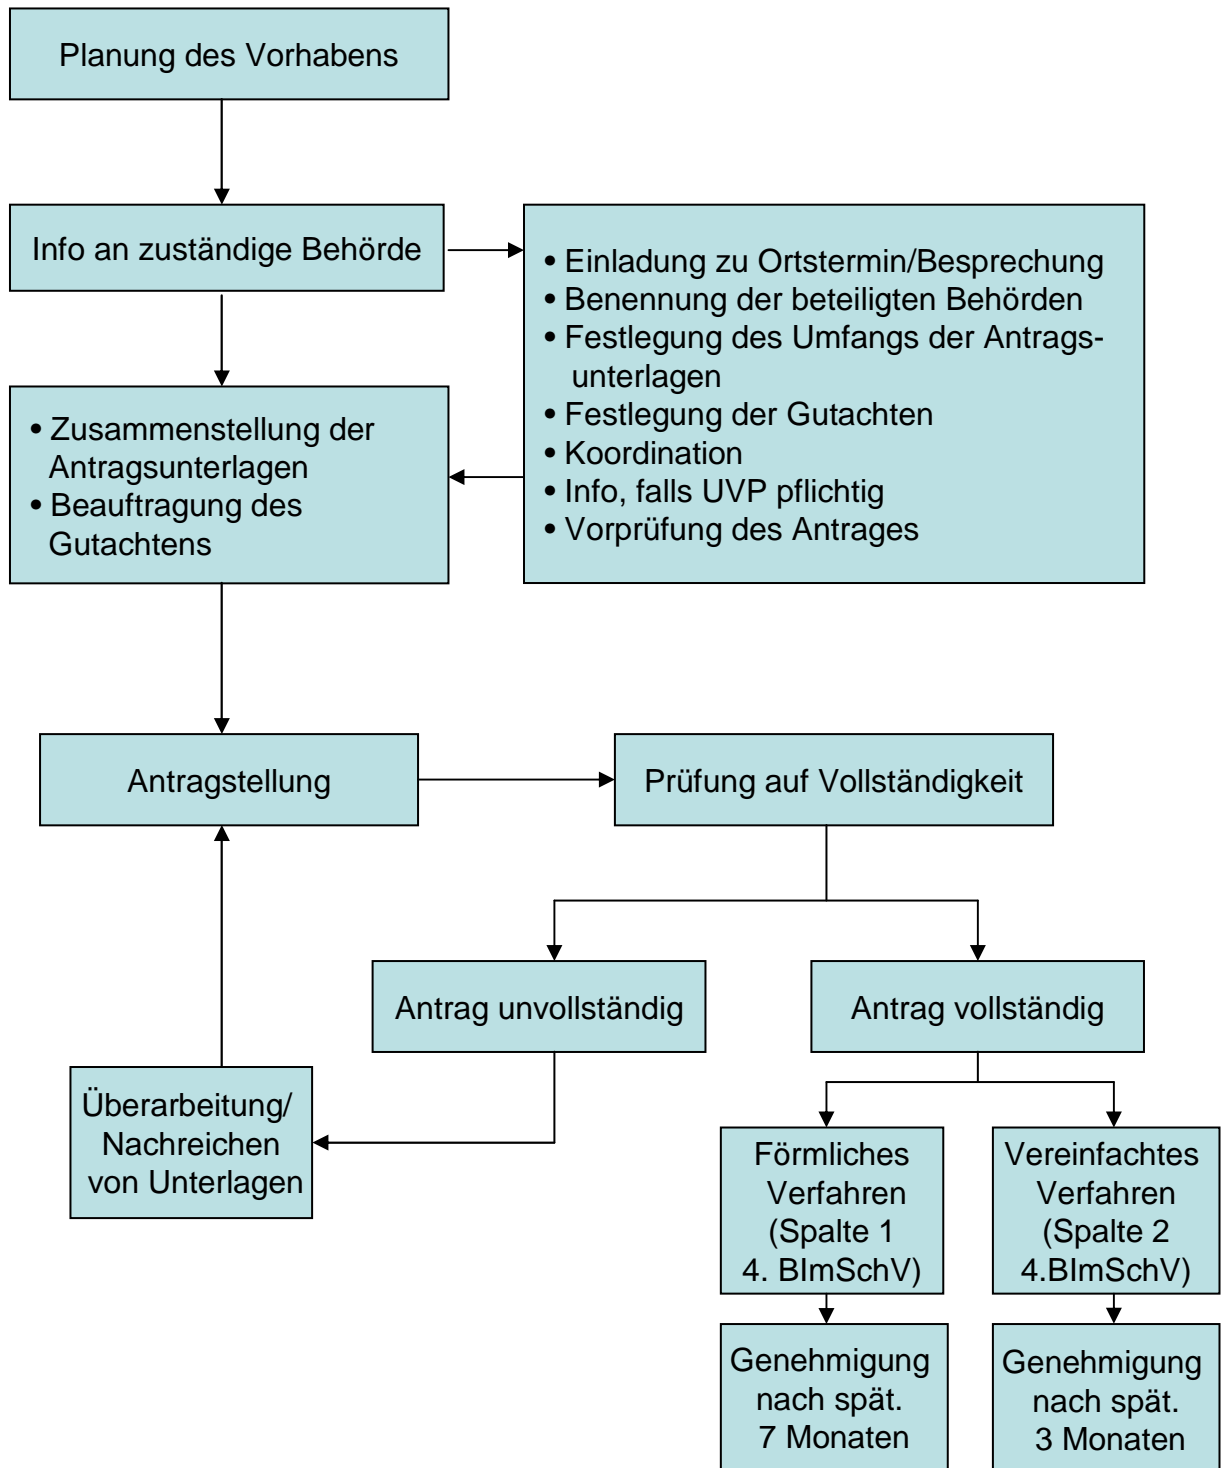 Planung des Vorhabens
Info an zuständige Behörde
• Einladung zu Ortstermin/Besprechung
• Benennung der beteiligten Behörden
• Festlegung des Umfangs der Antrags-
unterlagen
• Festlegung der Gutachten
• Koordination
• Info, falls UVP pflichtig
• Vorprüfung des Antrages
• Zusammenstellung der
Antragsunterlagen
• Beauftragung des
Gutachtens
Antragstellung
Prüfung auf Vollständigkeit
Antrag unvollständig
Antrag vollständig
Überarbeitung/
Nachreichen
von Unterlagen
Förmliches
Verfahren
(Spalte 1
4. BImSchV)
Vereinfachtes
Verfahren
(Spalte 2
4.BImSchV)
Genehmigung
nach spät.
7 Monaten
Genehmigung
nach spät.
3 Monaten